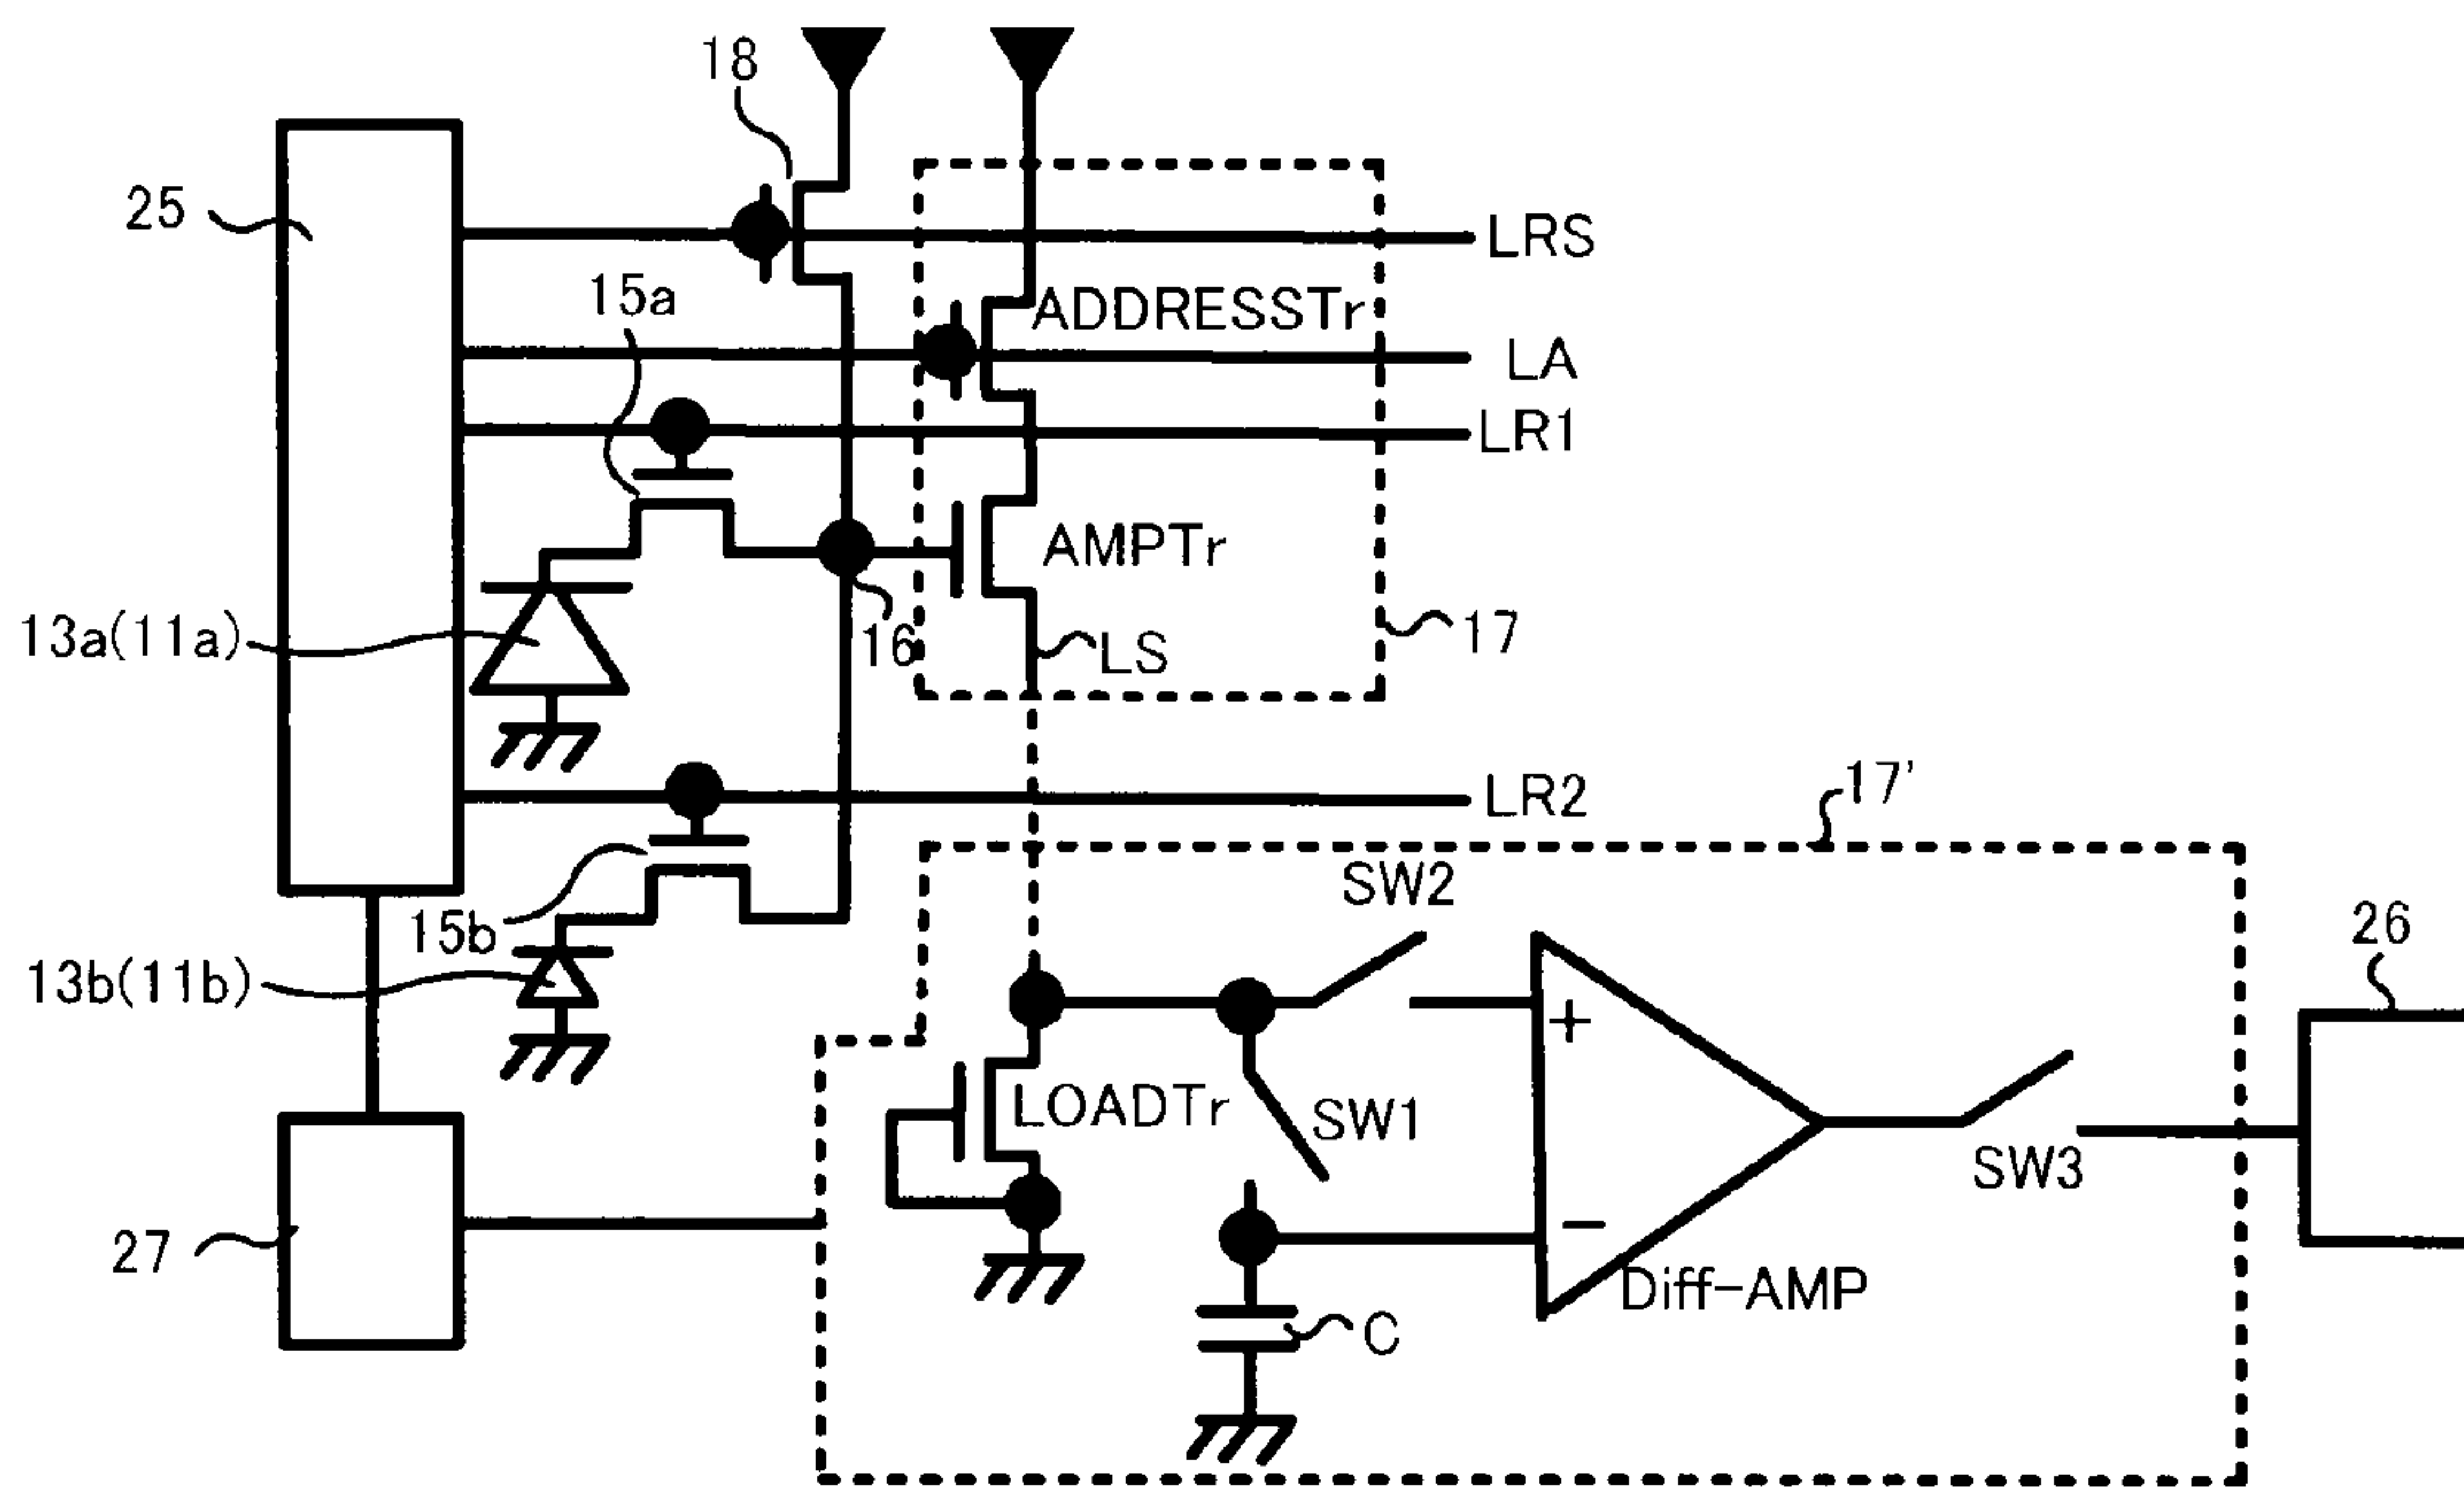 18
25
LRS
15a
ADDRESSTr
LA
LR1
AMPTr
13a(11a)
16
LS
17
LR2
17'
SW2
15b
26
13b(11b)
+
LOADTr
SW1
SW3
27
−
Diff-AMP
C